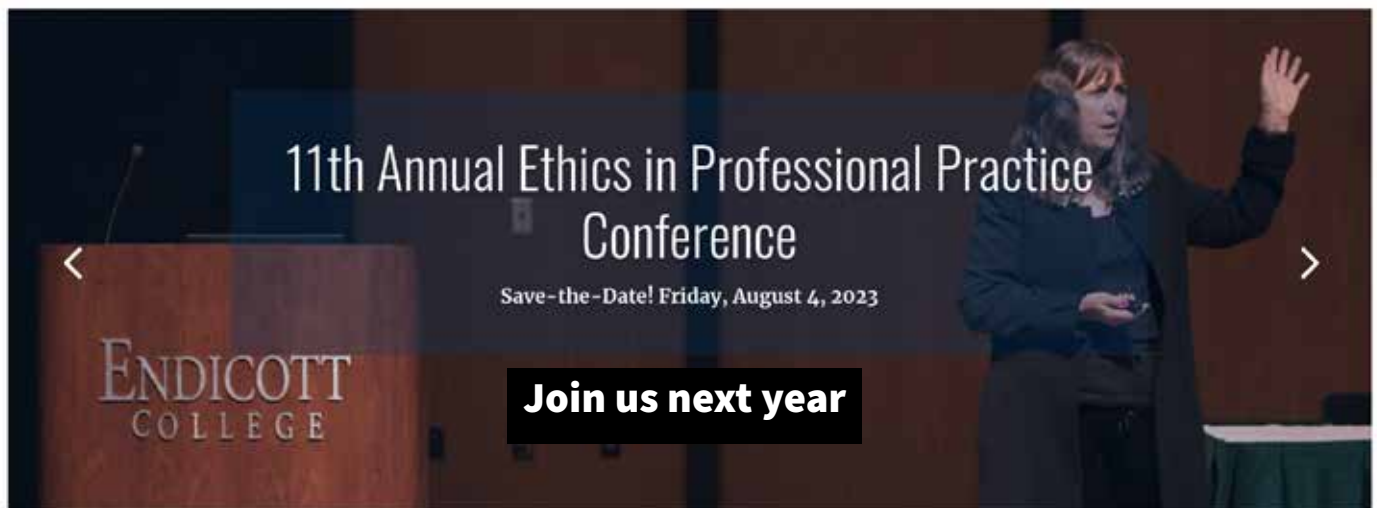 11th Annual Ethics in Professional Practice
Conference
Save-the-Date! Friday, August 4, 2023
ENDICOTT
COLLEGE
Join us next year